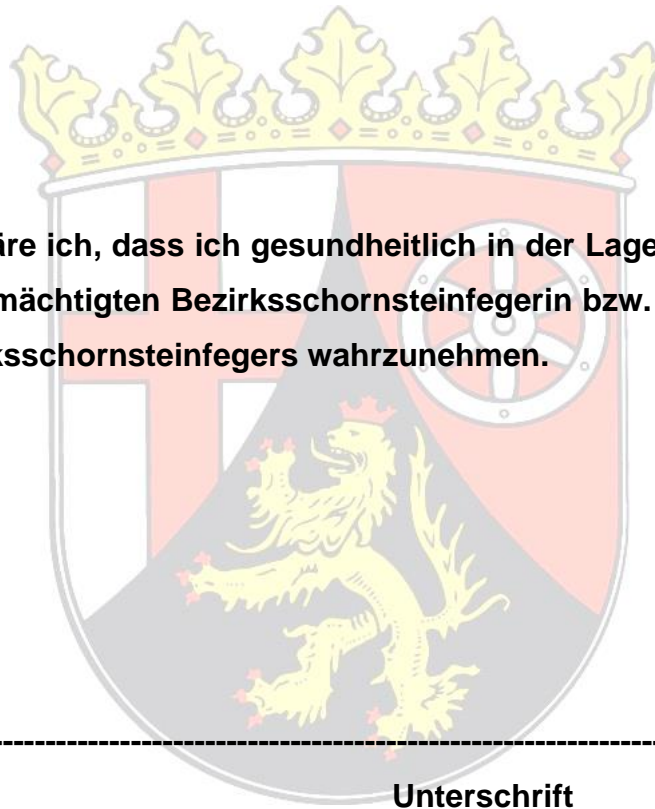 äre ich, dass ich gesundheitlich in der Lage
mächtigten Bezirksschornsteinfegerin bzw.
ksschornsteinfegers wahrzunehmen.
Unterschrift